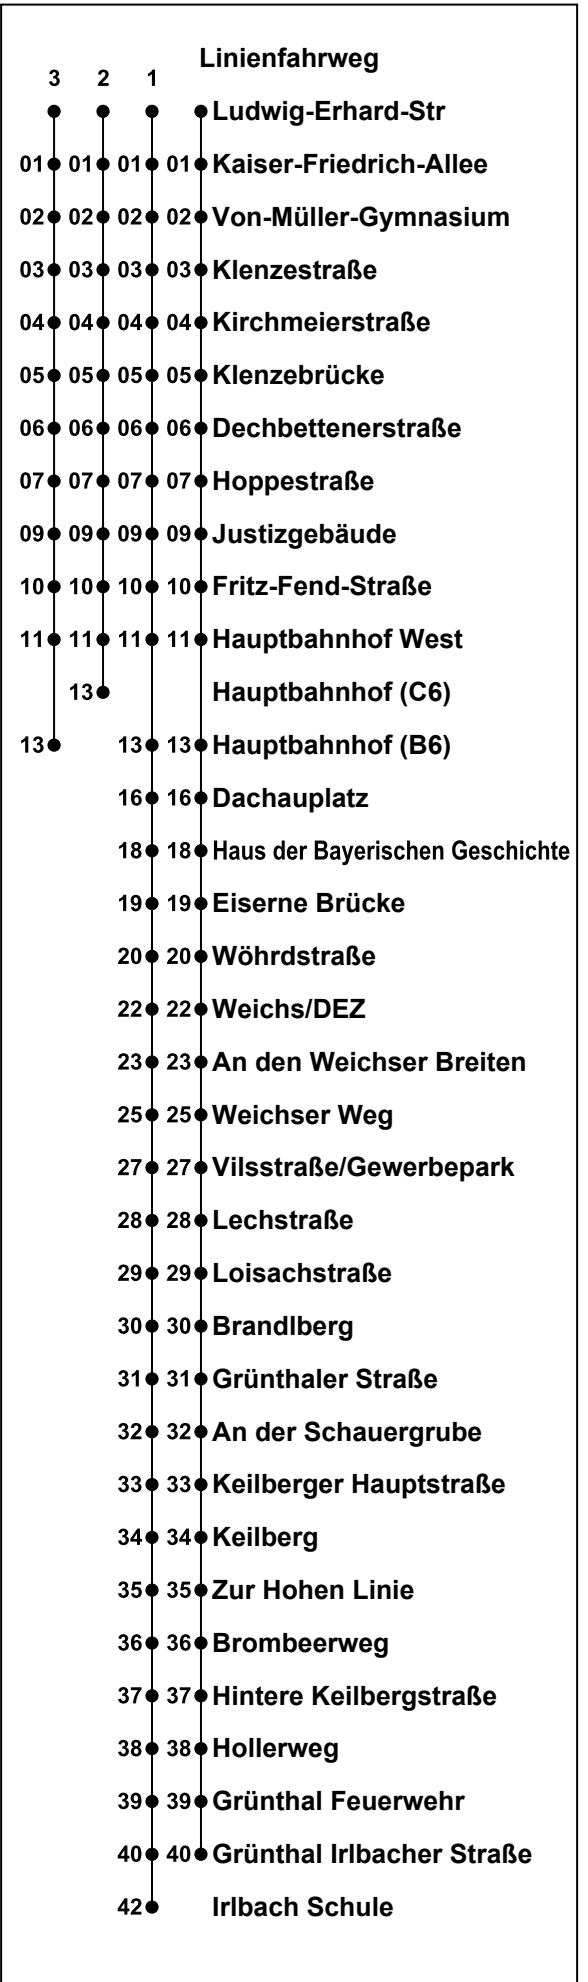 Linienfahrweg
3 2 1
Ludwig-Erhard-Str
01 01 01 01 Kaiser-Friedrich-Allee
02 02 02 02 Von-Müller-Gymnasium
03 03 03 03 Klenzestraße
04 04 04 04 Kirchmeierstraße
05 05 05 05 Klenzebrücke
06 06 06 06 Dechbettenerstraße
07 07 07 07 Hoppestraße
09 09 09 09 Justizgebäude
10 10 10 10 Fritz-Fend-Straße
11 11 11 11 Hauptbahnhof West
13 Hauptbahnhof (C6)
13 13 13 Hauptbahnhof (B6)
16 16 Dachauplatz
18 18 Haus der Bayerischen Geschichte
19 19 Eiserne Brücke
20 20 Wöhrdstraße
22 22 Weichs/DEZ
23 23 An den Weichser Breiten
25 25 Weichser Weg
27 27 Vilsstraße/Gewerbepark
28 28 Lechstraße
29 29 Loisachstraße
30 30 Brandlberg
31 31 Grünthaler Straße
32 32 An der Schauergrube
33 33 Keilberger Hauptstraße
34 34 Keilberg
35 35 Zur Hohen Linie
36 36 Brombeerweg
37 37 Hintere Keilbergstraße
38 38 Hollerweg
39 39 Grünthal Feuerwehr
40 40 Grünthal Irlbacher Straße
42 Irlbach Schule